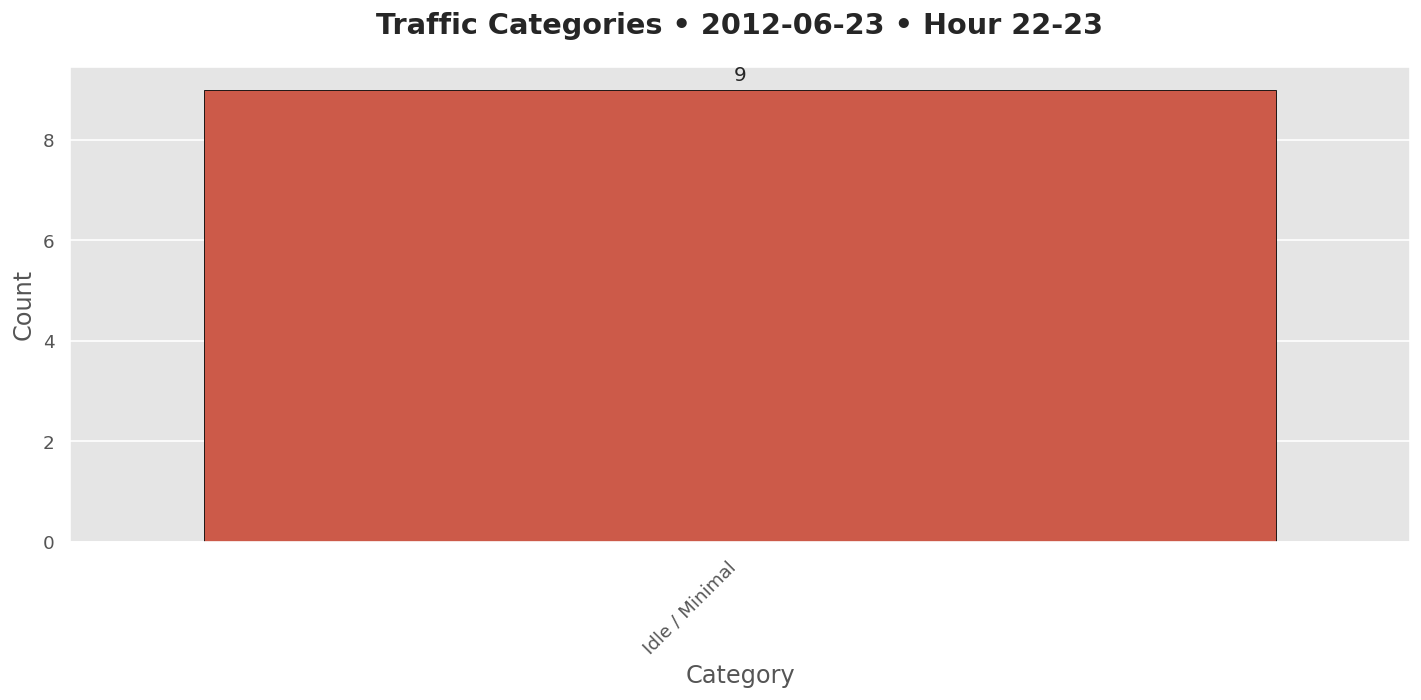 Traffic Categories • 2012-06-23 • Hour 22-23
9
8
6
4
2
0
Count
Idle / Minimal
Category